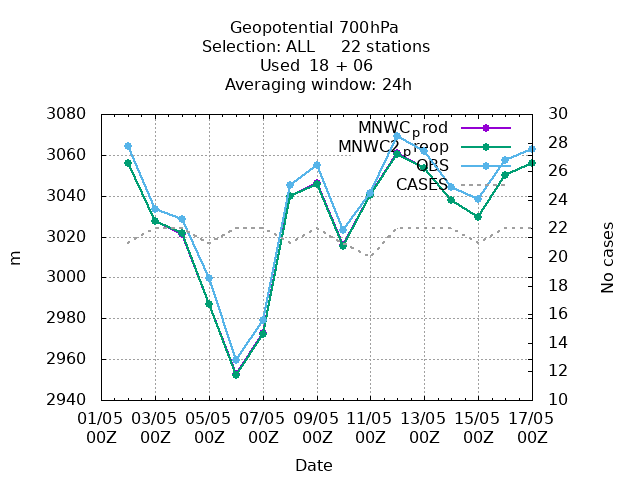 Geopotential 700hPa
Selection: ALL 22 stations
Used 18 + 06
Averaging window: 24h
3080
3060
3040
3020
3000
2980
2960
2940
m
30
28
26
24
22
20
18
16
14
12
10
No cases
MNWC_prod
MNWC2_preop
OBS
CASES
01/05 03/05 05/05 07/05 09/05 11/05 13/05 15/05 17/05
00Z 00Z 00Z 00Z 00Z 00Z 00Z 00Z 00Z
Date